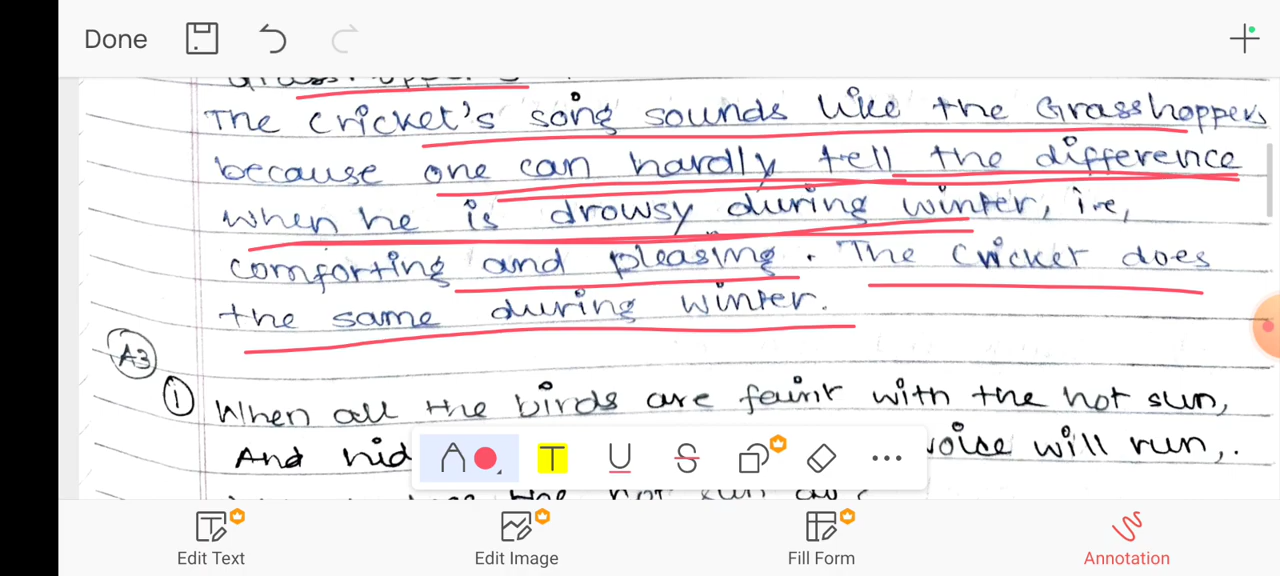 Done
The Cricket's song sounds like the Grasshoppers
because one can hardly tell the difference
when he is drowsy during winter, i.e,
comforting and pleasing. The Cricket does
the same during winter.
A3
① When all the birds are faint with the hot sun,
And hid voice will run,.
T U S
Edit Text Edit Image Fill Form Annotation